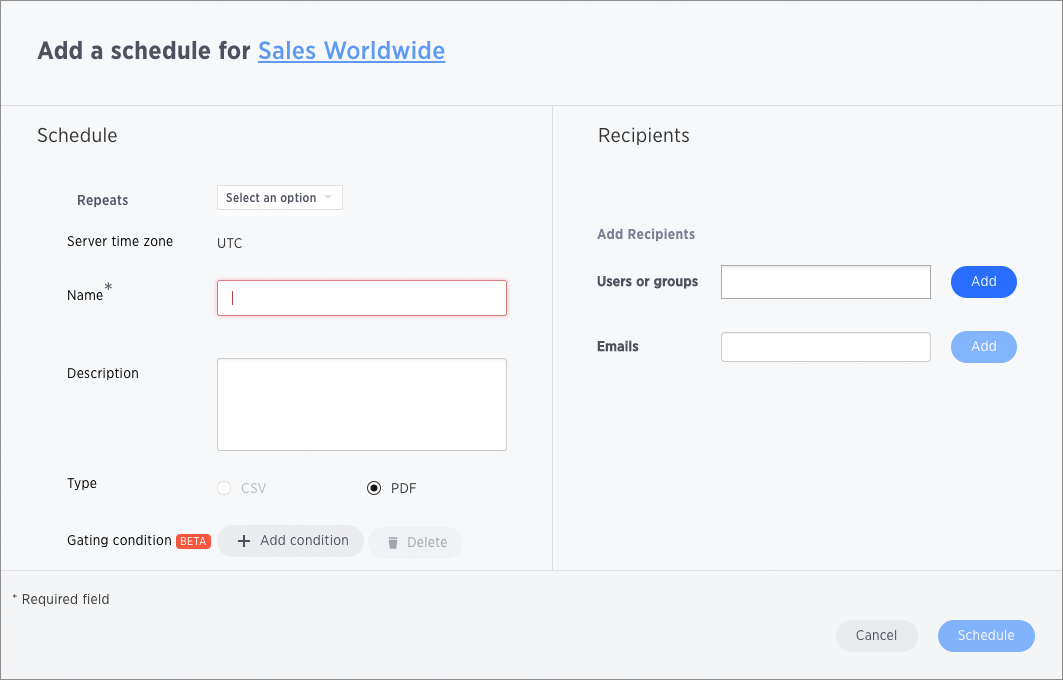 Add a schedule for Sales Worldwide
Schedule
Repeats Select an option
Server time zone UTC
Name*
Description
Type CSV PDF
Gating condition BETA + Add condition Delete
Recipients
Add Recipients
Users or groups Add
Emails Add
* Required field
Cancel Schedule